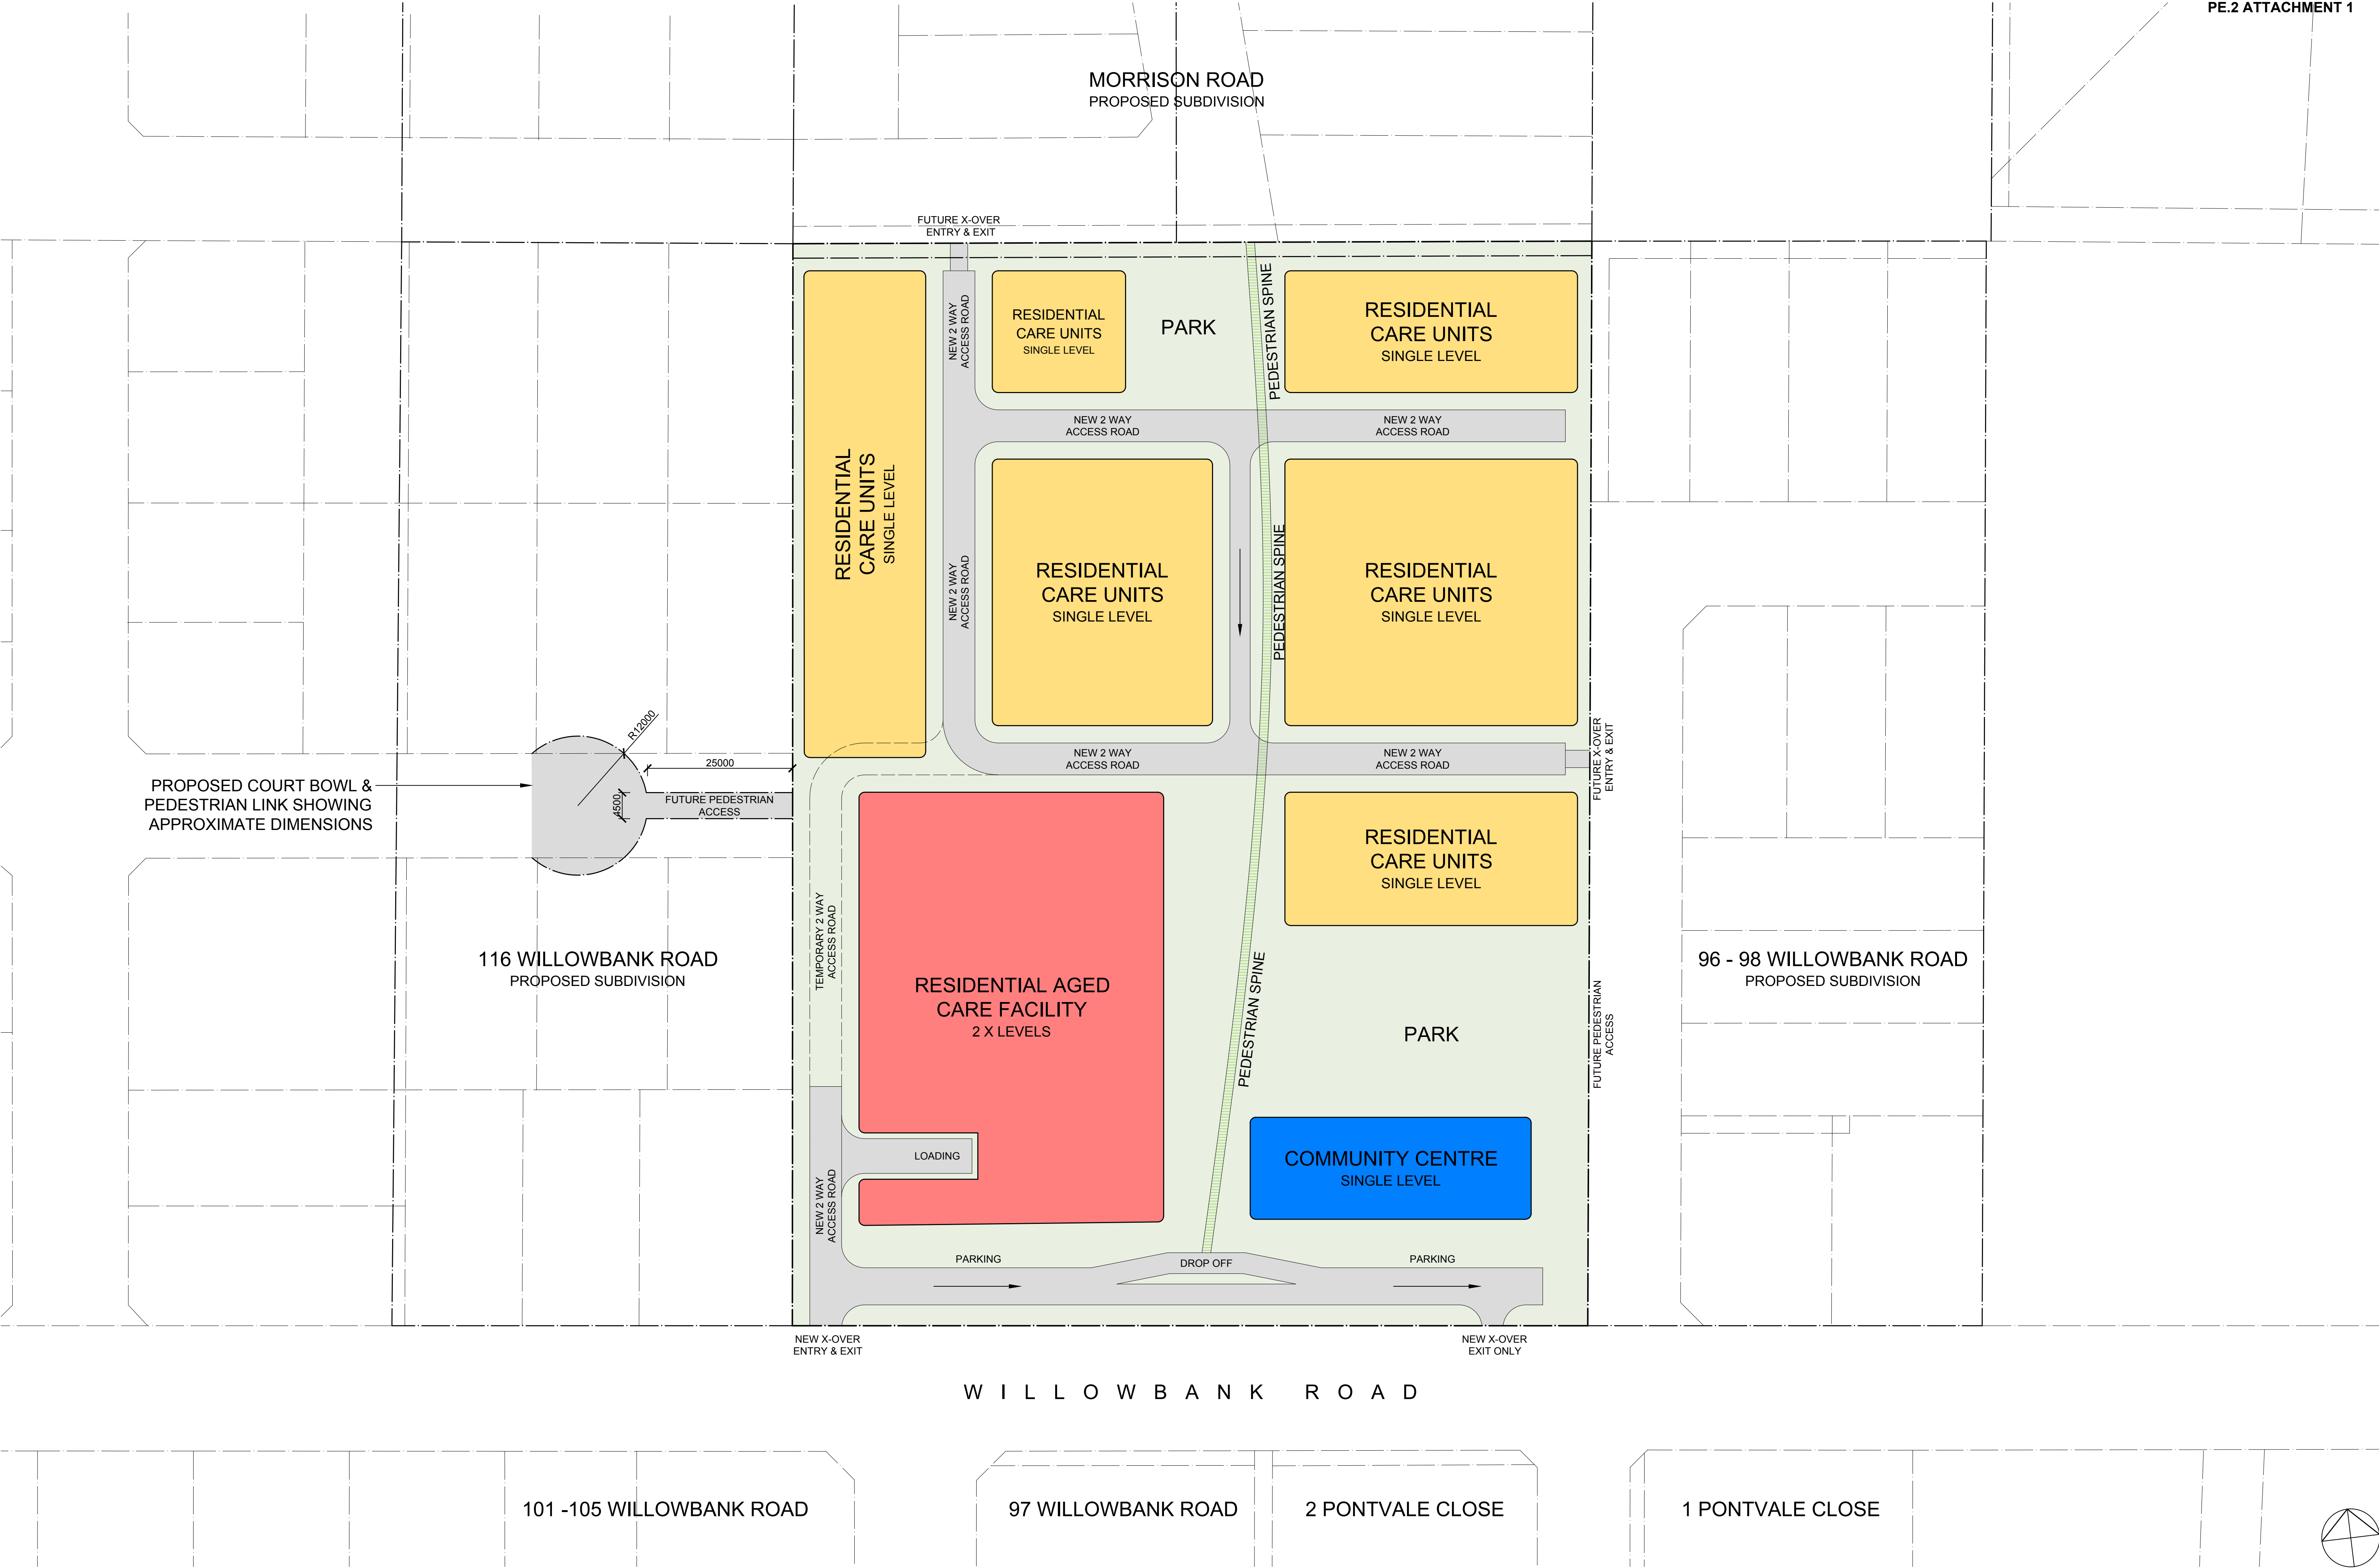 PE.2 ATTACHMENT 1
MORRISON ROAD
PROPOSED SUBDIVISION
FUTURE X-OVER
ENTRY & EXIT
NEW 2 WAY
ACCESS ROAD
RESIDENTIAL
CARE UNITS
SINGLE LEVEL
PARK
PEDESTRIAN SPINE
RESIDENTIAL
CARE UNITS
SINGLE LEVEL
NEW 2 WAY
ACCESS ROAD
NEW 2 WAY
ACCESS ROAD
RESIDENTIAL
CARE UNITS
SINGLE LEVEL
NEW 2 WAY
ACCESS ROAD
RESIDENTIAL
CARE UNITS
SINGLE LEVEL
PEDESTRIAN SPINE
RESIDENTIAL
CARE UNITS
SINGLE LEVEL
R12000
25000
4500
PROPOSED COURT BOWL &
PEDESTRIAN LINK SHOWING
APPROXIMATE DIMENSIONS
FUTURE PEDESTRIAN
ACCESS
NEW 2 WAY
ACCESS ROAD
NEW 2 WAY
ACCESS ROAD
FUTURE X-OVER
ENTRY & EXIT
RESIDENTIAL
CARE UNITS
SINGLE LEVEL
116 WILLOWBANK ROAD
PROPOSED SUBDIVISION
TEMPORARY 2 WAY
ACCESS ROAD
RESIDENTIAL AGED
CARE FACILITY
2 X LEVELS
PEDESTRIAN SPINE
PARK
FUTURE PEDESTRIAN
ACCESS
96 - 98 WILLOWBANK ROAD
PROPOSED SUBDIVISION
LOADING
NEW 2 WAY
ACCESS ROAD
COMMUNITY CENTRE
SINGLE LEVEL
PARKING
DROP OFF
PARKING
NEW X-OVER
ENTRY & EXIT
NEW X-OVER
EXIT ONLY
WILLOWBANK ROAD
101 -105 WILLOWBANK ROAD
97 WILLOWBANK ROAD
2 PONTVALE CLOSE
1 PONTVALE CLOSE